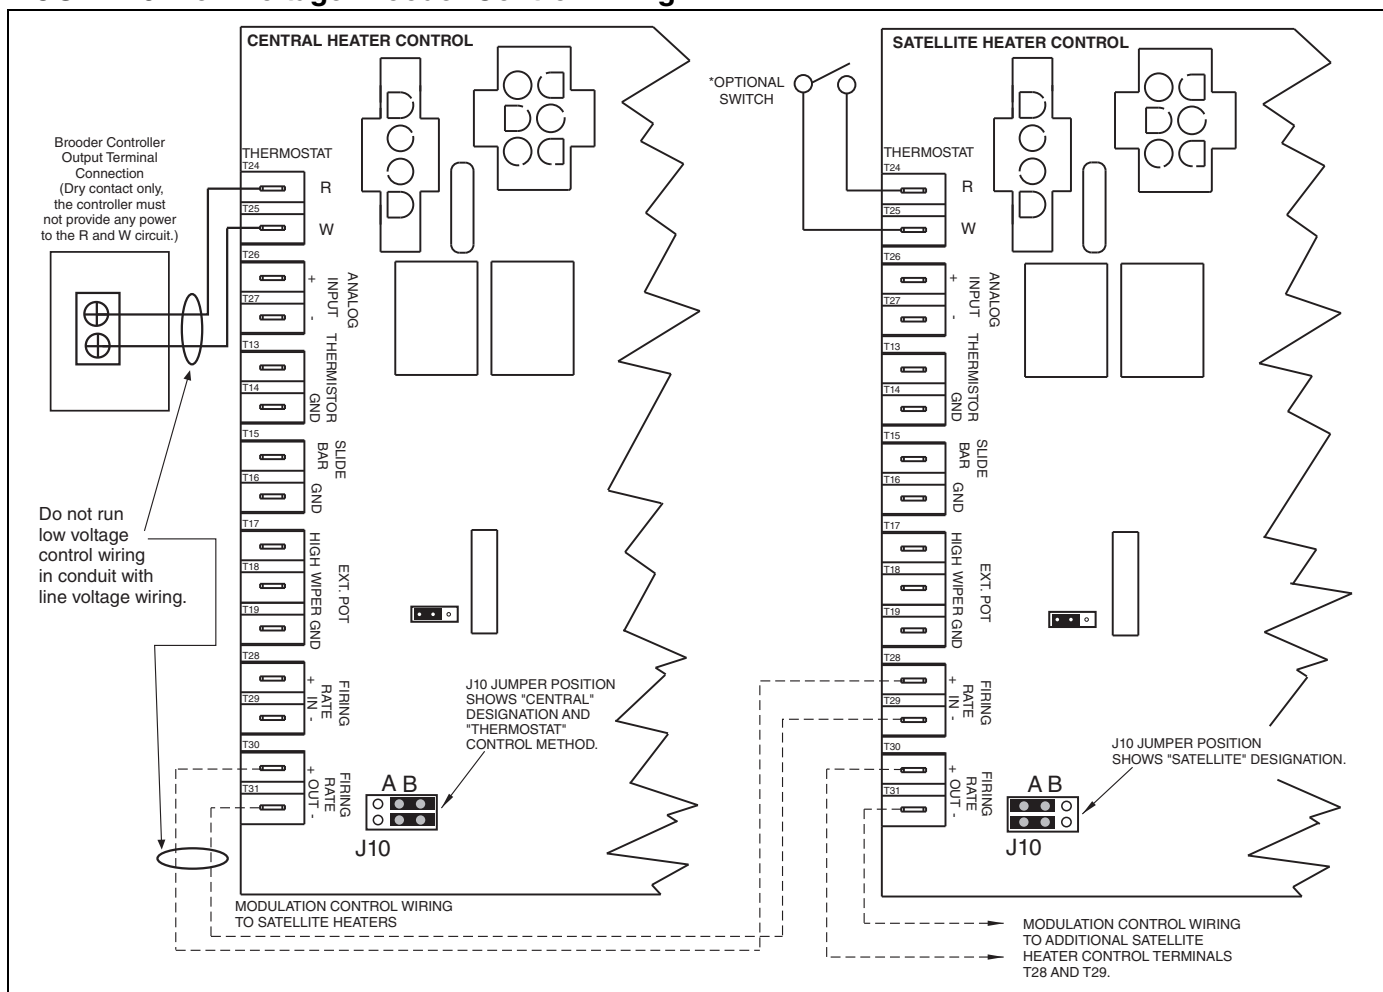 CENTRAL HEATER CONTROL
Brooder Controller
Output Terminal
Connection
(Dry contact only,
the controller must
not provide any power
to the R and W circuit.)
THERMOSTAT
T24
R
T25
W
T26
+
T27
-
ANALOG
INPUT
T13
T14
THERMISTOR
GND
T15
SLIDE
BAR
T16
GND
T17
HIGH
T18
WIPER
T19
GND
EXT. POT
T28
+
T29
-
FIRING
RATE
IN
T30
+
T31
-
FIRING
RATE
OUT
Do not run
low voltage
control wiring
in conduit with
line voltage wiring.
J10 JUMPER POSITION
SHOWS "CENTRAL"
DESIGNATION AND
"THERMOSTAT"
CONTROL METHOD.
A B
J10
MODULATION CONTROL WIRING
TO SATELLITE HEATERS
SATELLITE HEATER CONTROL
*OPTIONAL
SWITCH
THERMOSTAT
T24
R
T25
W
T26
+
T27
-
ANALOG
INPUT
T13
T14
THERMISTOR
GND
T15
SLIDE
BAR
T16
GND
T17
HIGH
T18
WIPER
T19
GND
EXT. POT
T28
+
T29
-
FIRING
RATE
IN
T30
+
T31
-
FIRING
RATE
OUT
J10 JUMPER POSITION
SHOWS "SATELLITE" DESIGNATION.
A B
J10
MODULATION CONTROL WIRING
TO ADDITIONAL SATELLITE
HEATER CONTROL TERMINALS
T28 AND T29.